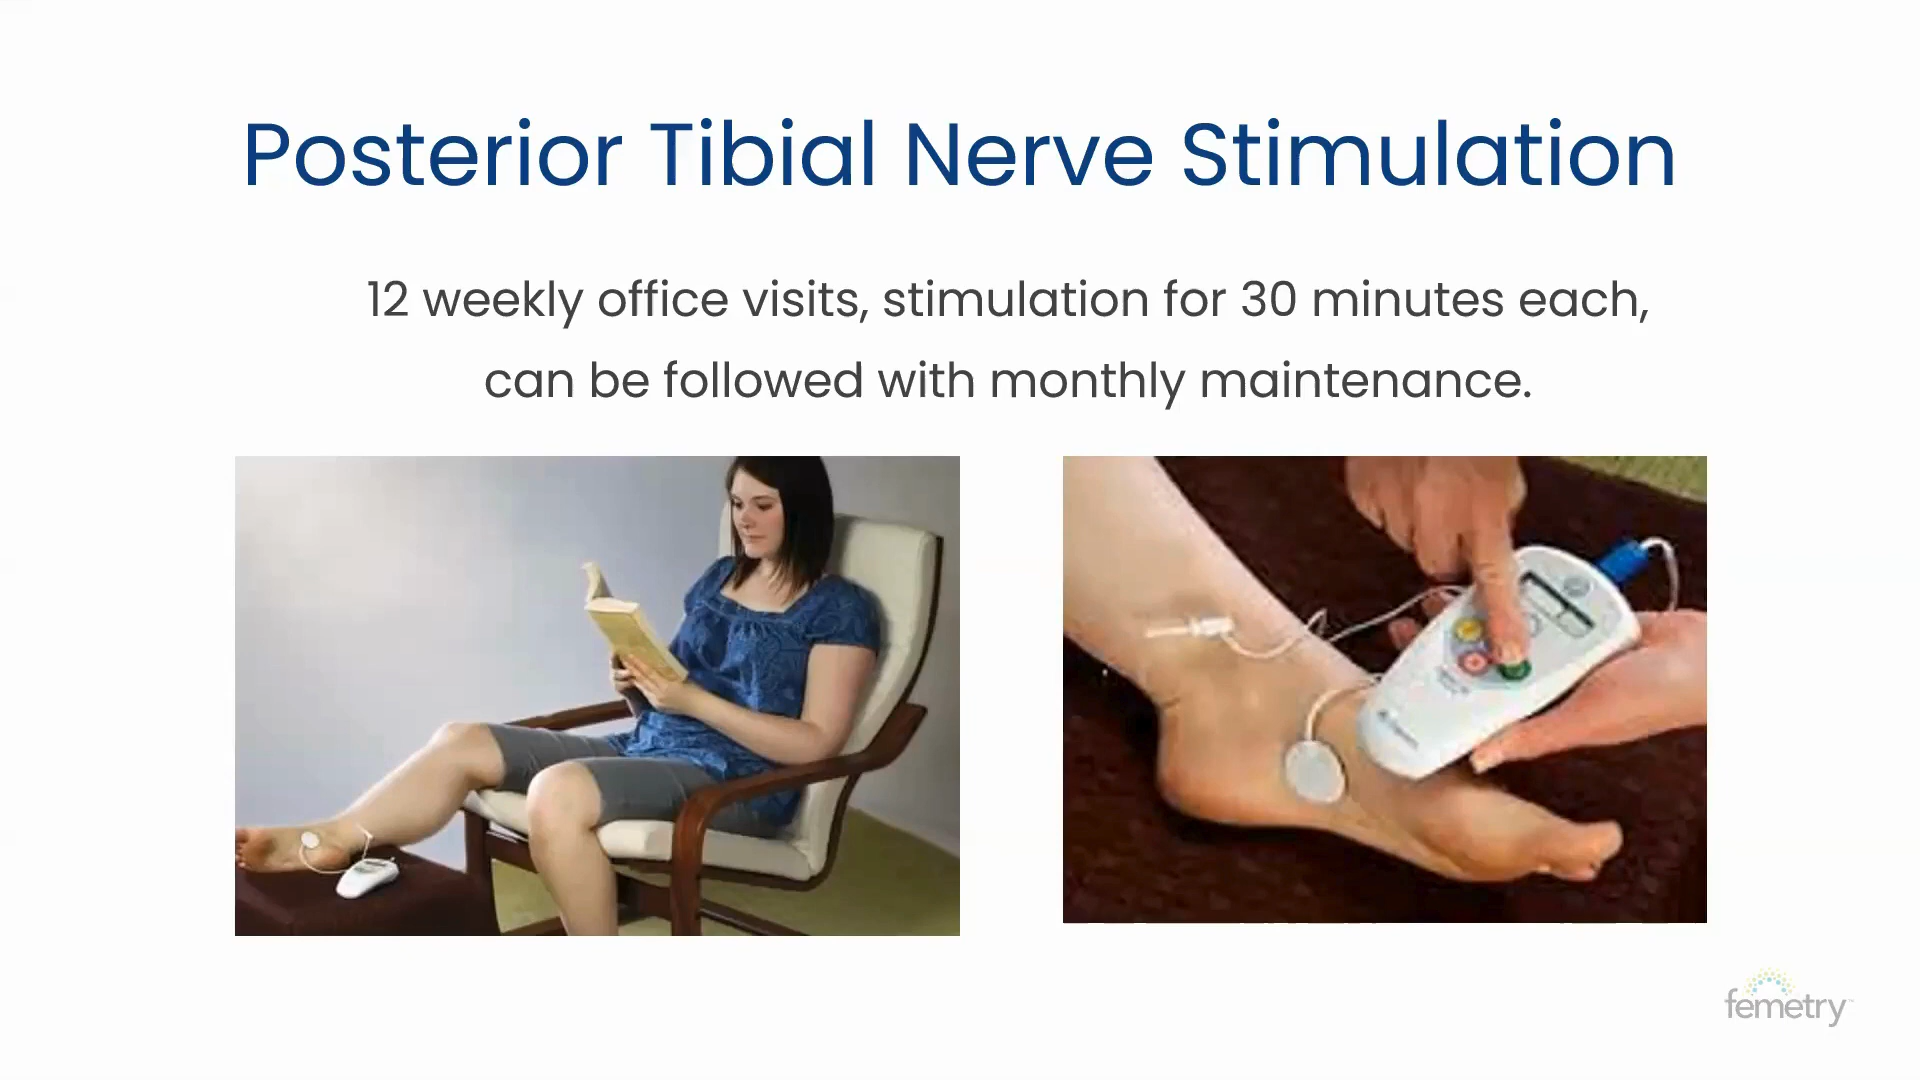 Posterior Tibial Nerve Stimulation
12 weekly office visits, stimulation for 30 minutes each,
can be followed with monthly maintenance.
femetry